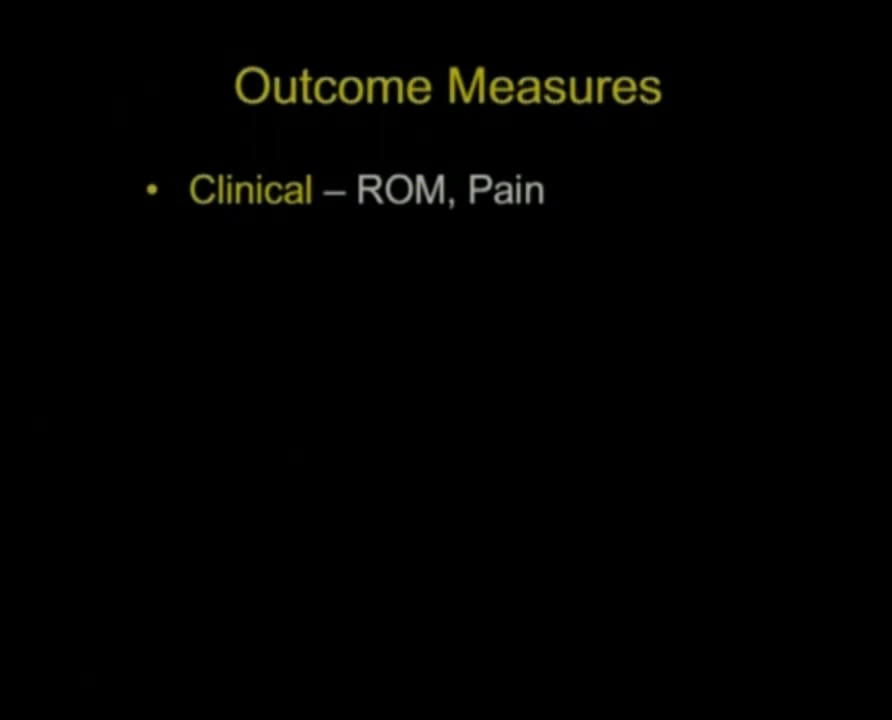 Outcome Measures
• Clinical – ROM, Pain